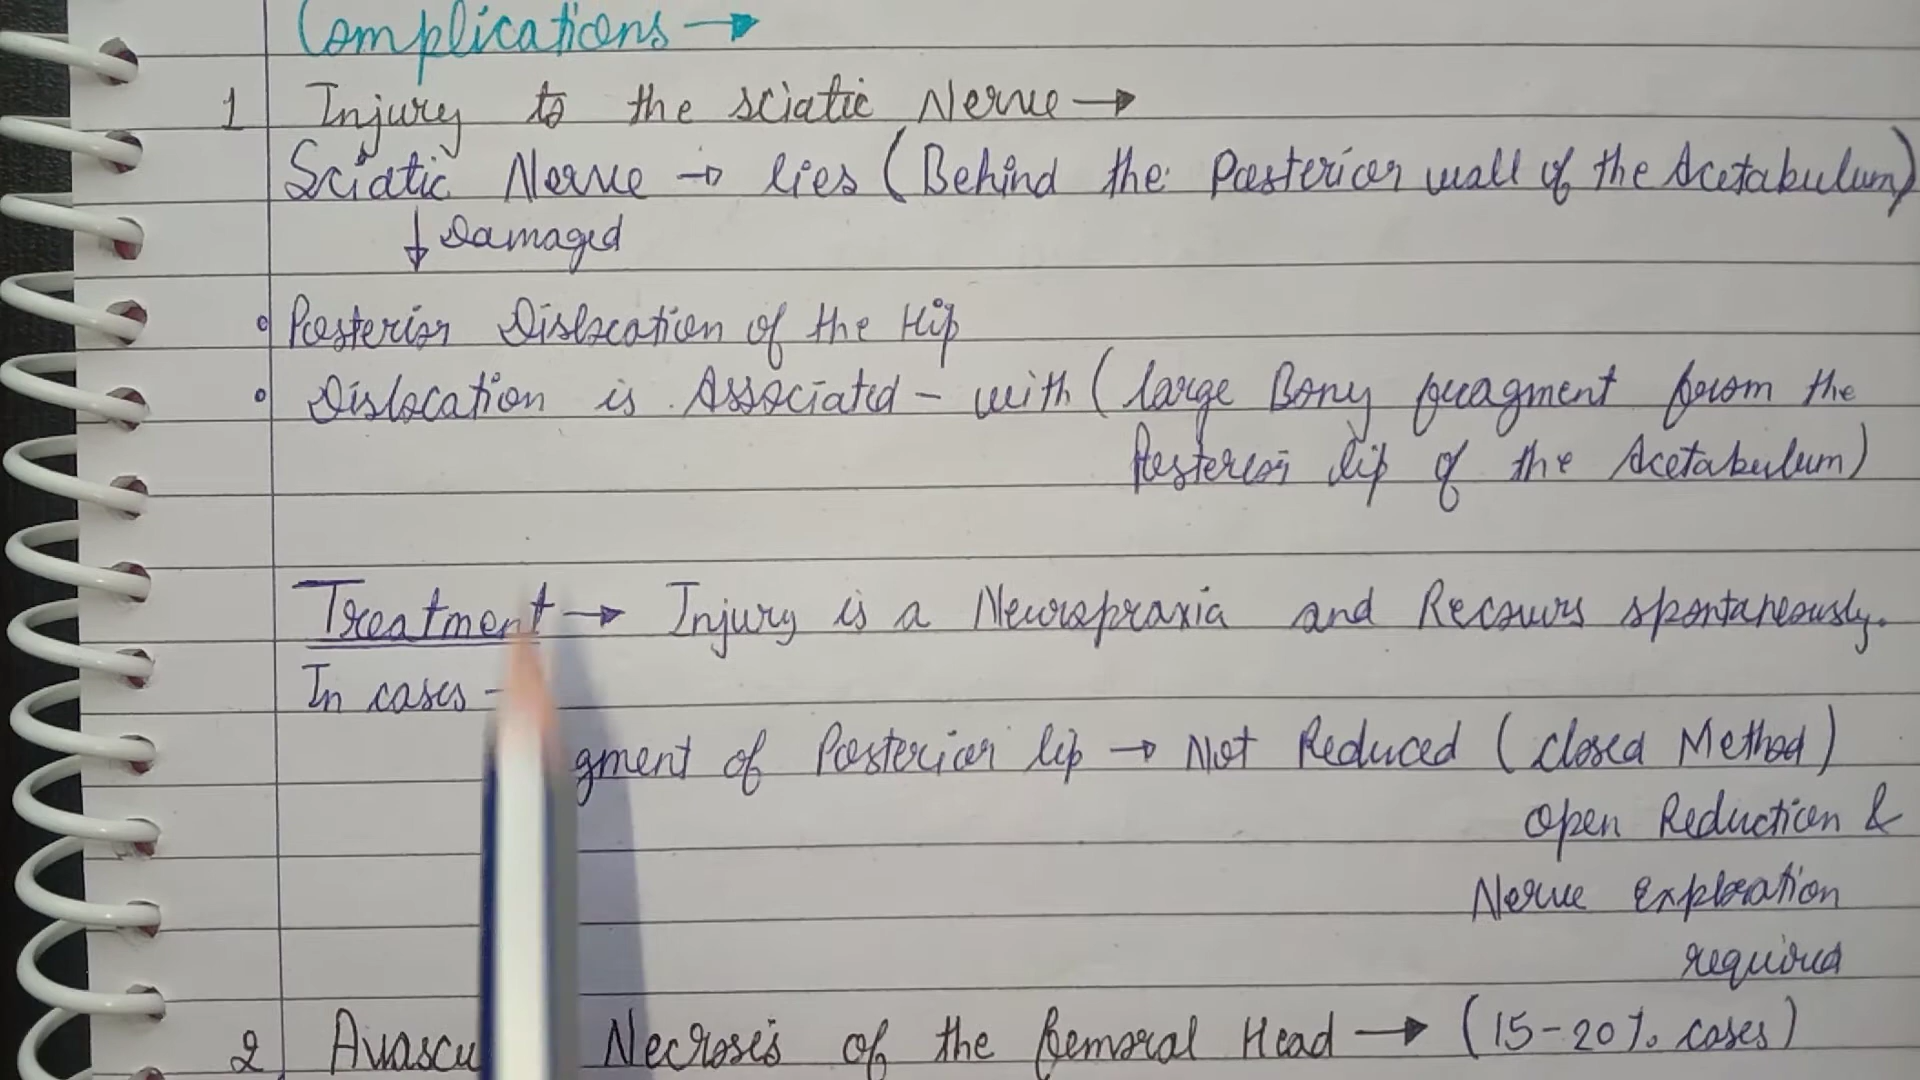 Complications →
1 Injury to the sciatic Nerve →
Sciatic Nerve → lies (Behind the Posterior wall of the Acetabulum)
↓ Damaged
• Posterior Dislocation of the Hip
• Dislocation is Associated - with (large Bony fragment from the
Posterior lip of the Acetabulum)
Treatment → Injury is a Neuropraxia and Recovers spontaneously.
In cases -
gment of Posterior lip → Not Reduced (closed Method)
open Reduction &
Nerve exploration
required
2 Avascu Necrosis of the femoral Head → (15-20% cases)